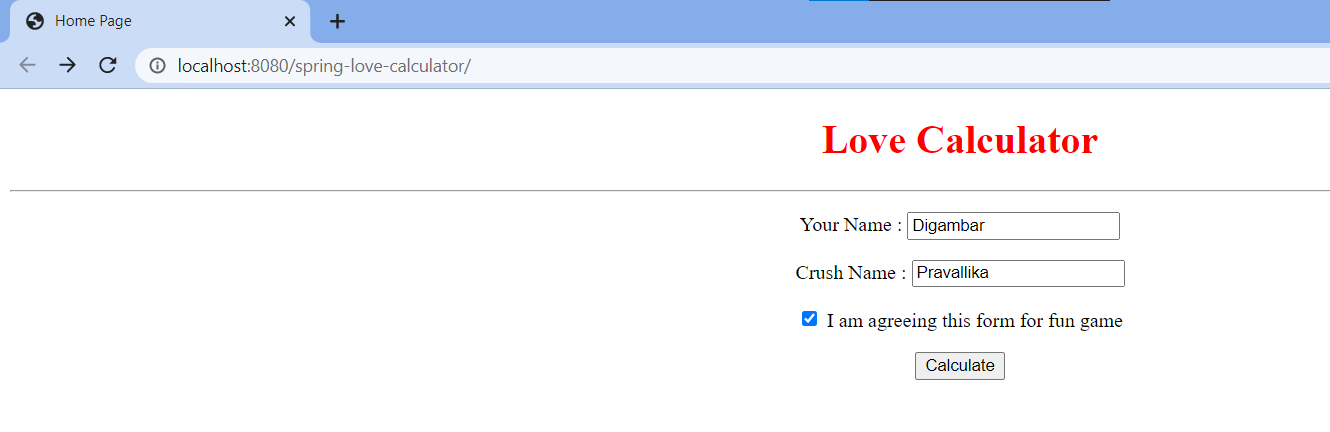 Home Page
localhost:8080/spring-love-calculator/
Love Calculator
Your Name : Digambar
Crush Name : Pravallika
I am agreeing this form for fun game
Calculate